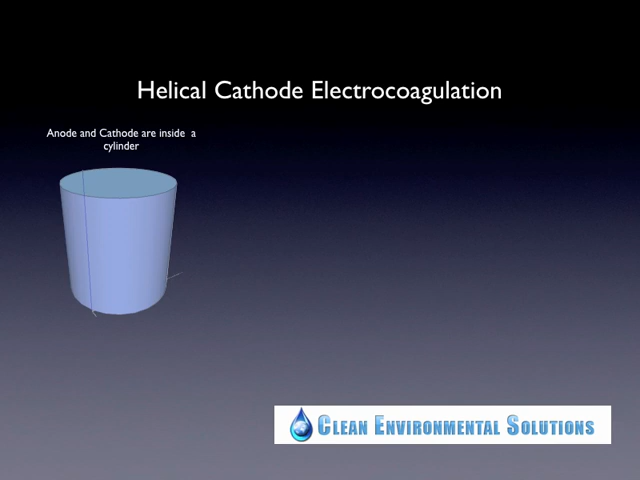 Helical Cathode Electrocoagulation
Anode and Cathode are inside a
cylinder
CLEAN ENVIRONMENTAL SOLUTIONS